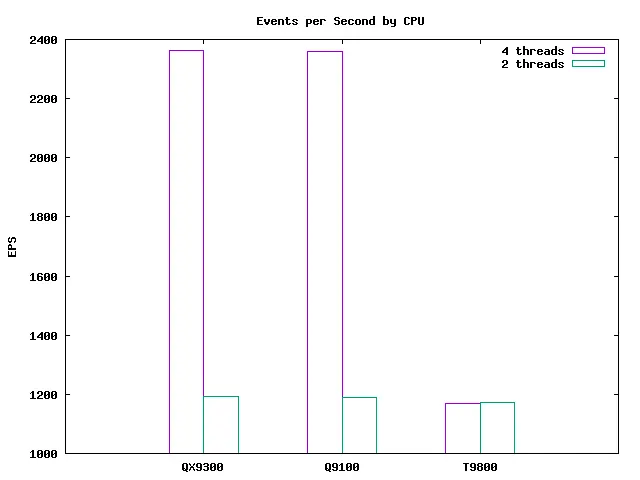 Events per Second by CPU
4 threads
2 threads
2400
2200
2000
1800
1600
1400
1200
1000
EPS
QX9300
Q9100
T9800